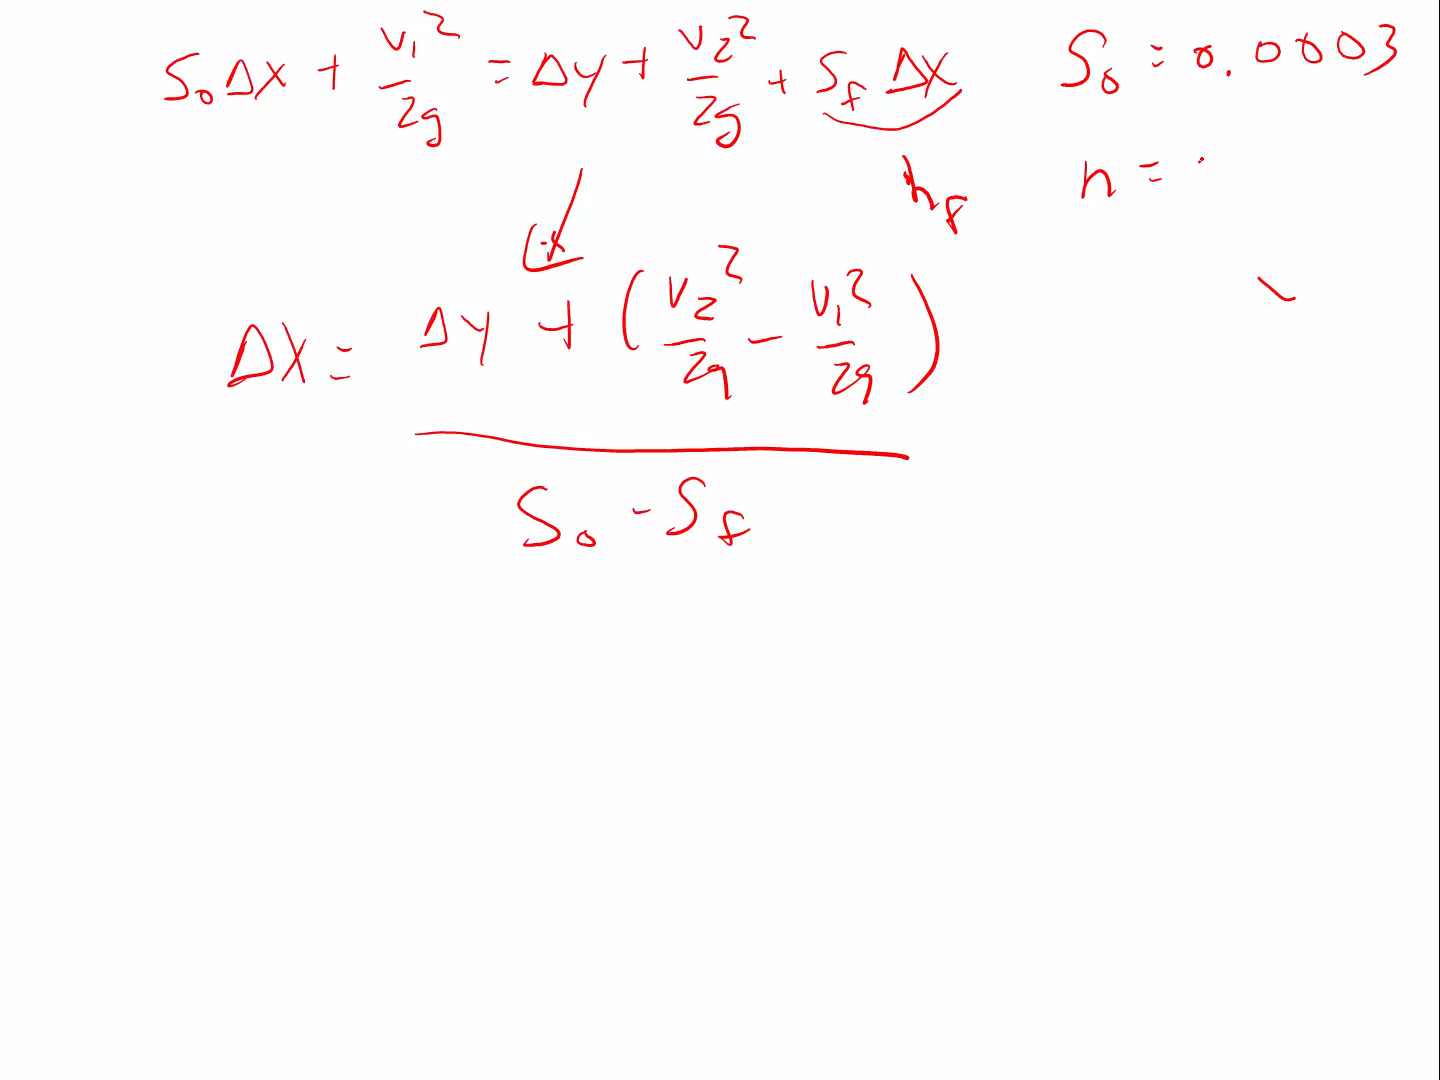 S₀ΔX + V₁²/2g = Δy + V₂²/2g + S_f ΔX
S₀ = 0.0003
h_f
n = .
ΔX = (Δy + (V₂²/2g - V₁²/2g)) / (S₀ - S_f)